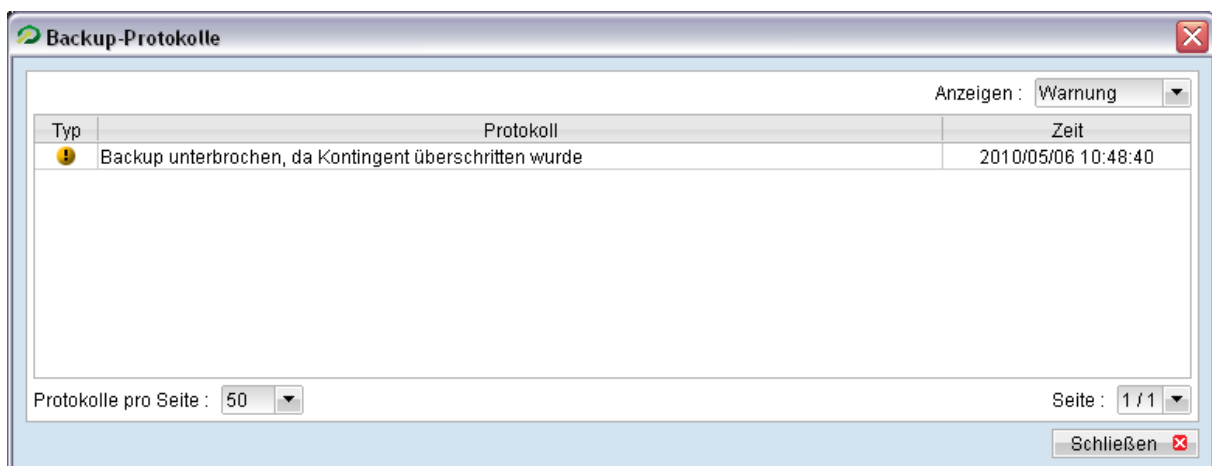 Backup-Protokolle
Anzeigen : Warnung
Typ Protokoll Zeit
Backup unterbrochen, da Kontingent überschritten wurde 2010/05/06 10:48:40
Protokolle pro Seite : 50 Seite : 1 / 1
Schließen